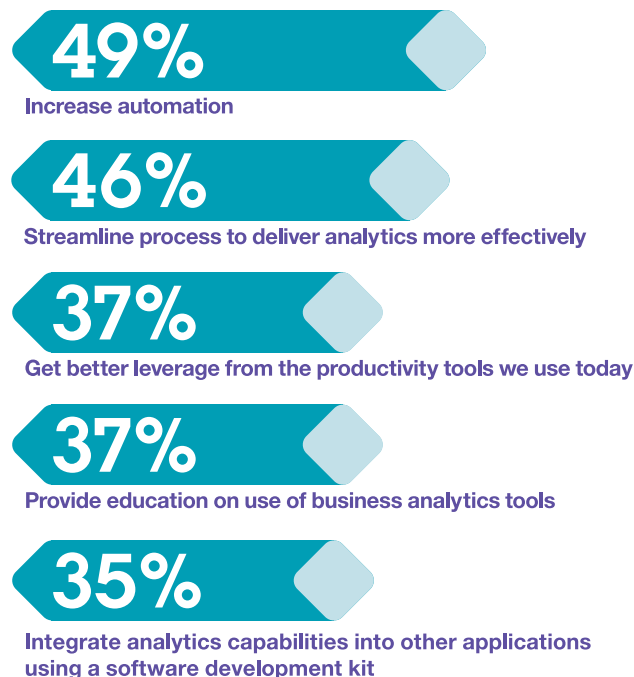 49%
Increase automation
46%
Streamline process to deliver analytics more effectively
37%
Get better leverage from the productivity tools we use today
37%
Provide education on use of business analytics tools
35%
Integrate analytics capabilities into other applications
using a software development kit